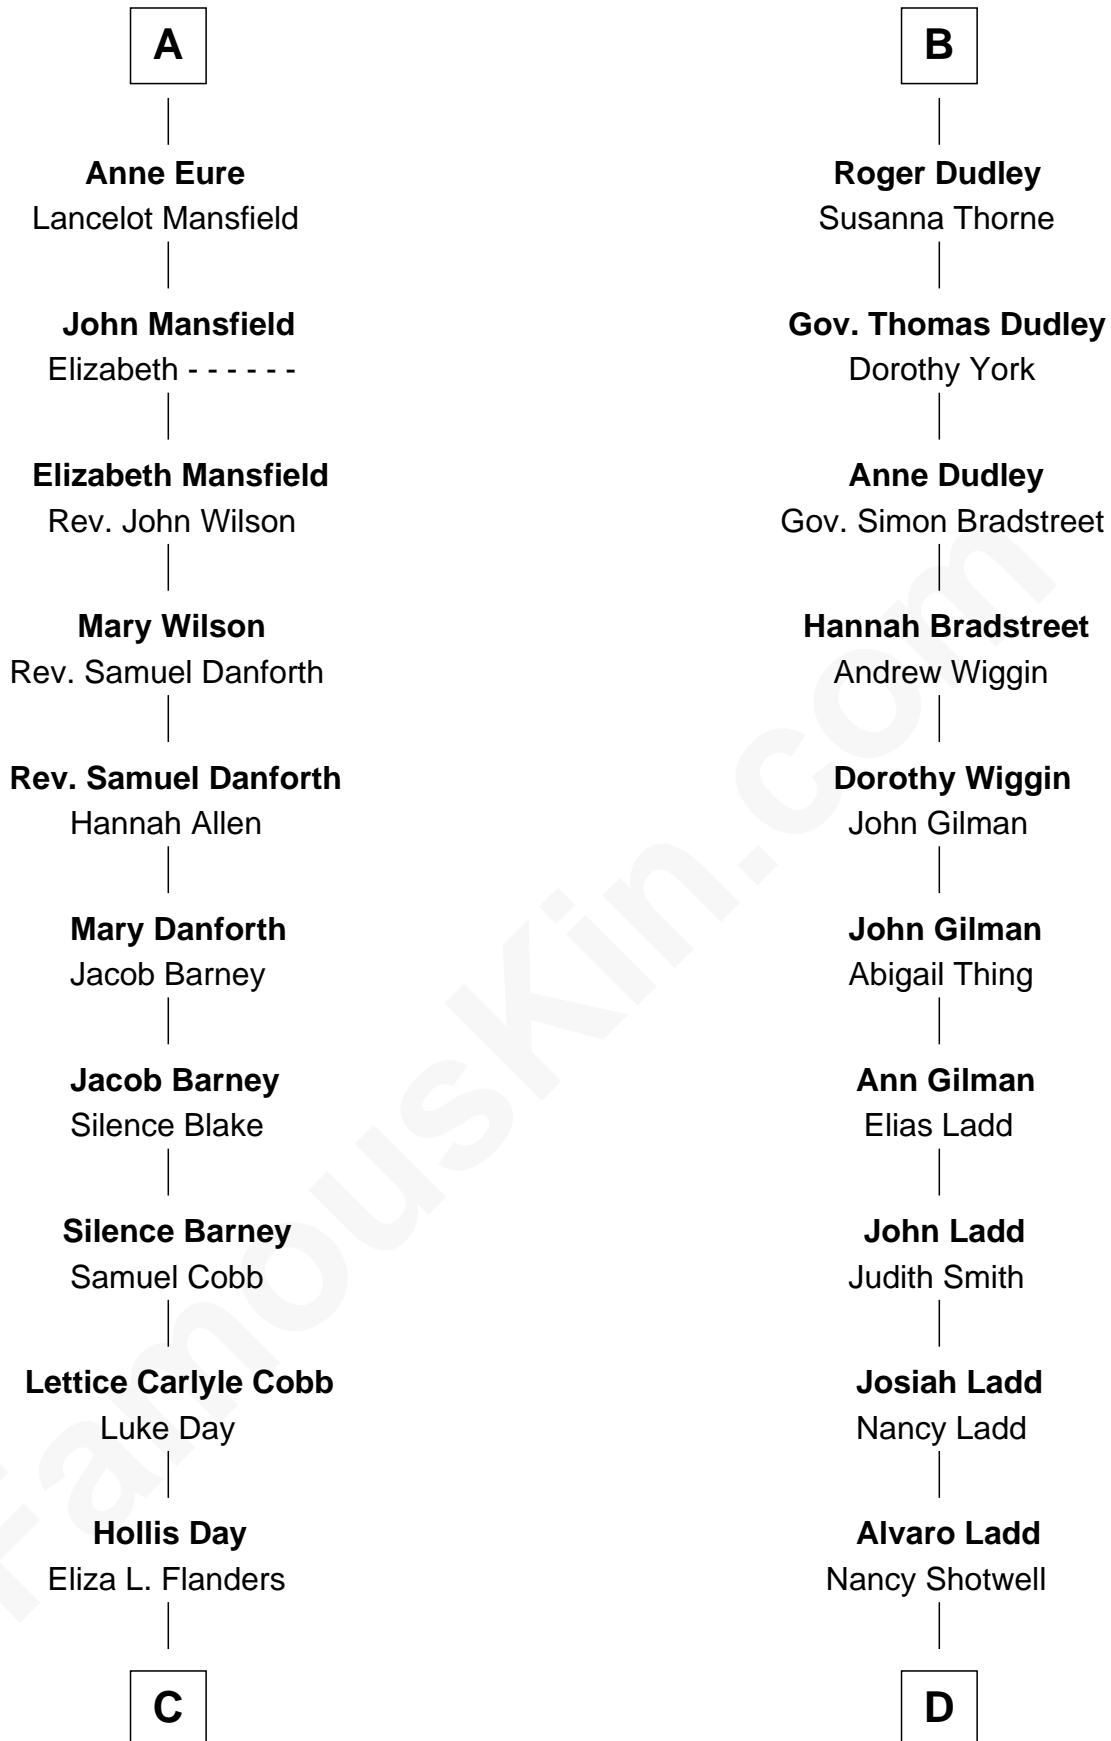 A
Anne Eure
Lancelot Mansfield
John Mansfield
Elizabeth - - - - - -
Elizabeth Mansfield
Rev. John Wilson
Mary Wilson
Rev. Samuel Danforth
Rev. Samuel Danforth
Hannah Allen
Mary Danforth
Jacob Barney
Jacob Barney
Silence Blake
Silence Barney
Samuel Cobb
Lettice Carlyle Cobb
Luke Day
Hollis Day
Eliza L. Flanders
C
B
Roger Dudley
Susanna Thorne
Gov. Thomas Dudley
Dorothy York
Anne Dudley
Gov. Simon Bradstreet
Hannah Bradstreet
Andrew Wiggin
Dorothy Wiggin
John Gilman
John Gilman
Abigail Thing
Ann Gilman
Elias Ladd
John Ladd
Judith Smith
Josiah Ladd
Nancy Ladd
Alvaro Ladd
Nancy Shotwell
D
FamousKin.com